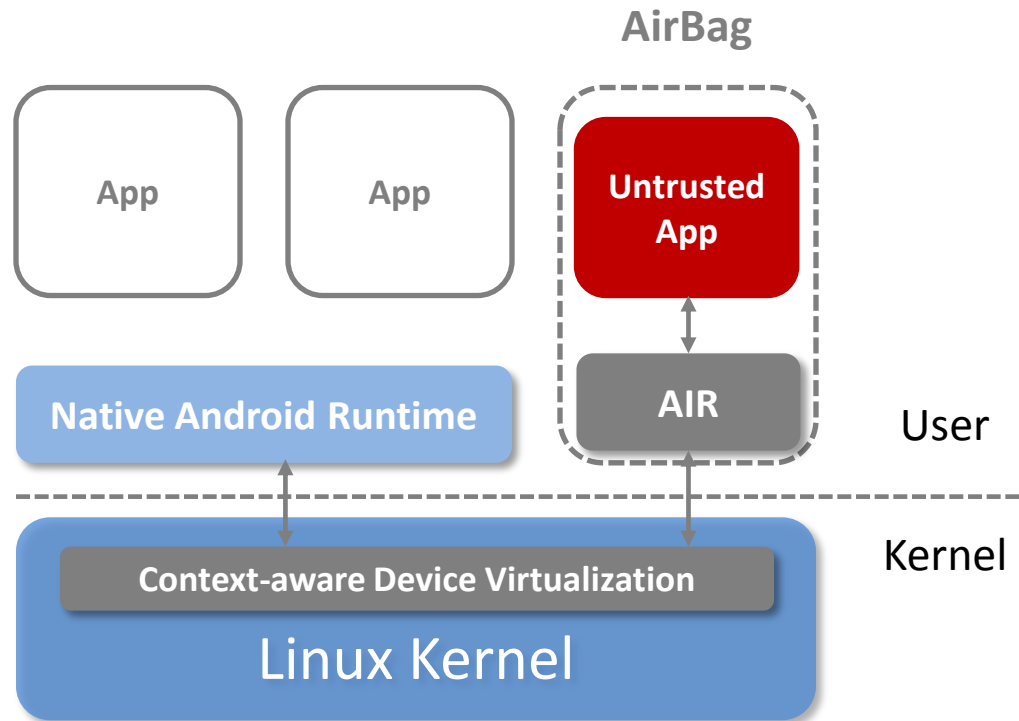 AirBag
App
App
Untrusted
App
Native Android Runtime
AIR
User
Kernel
Context-aware Device Virtualization
Linux Kernel